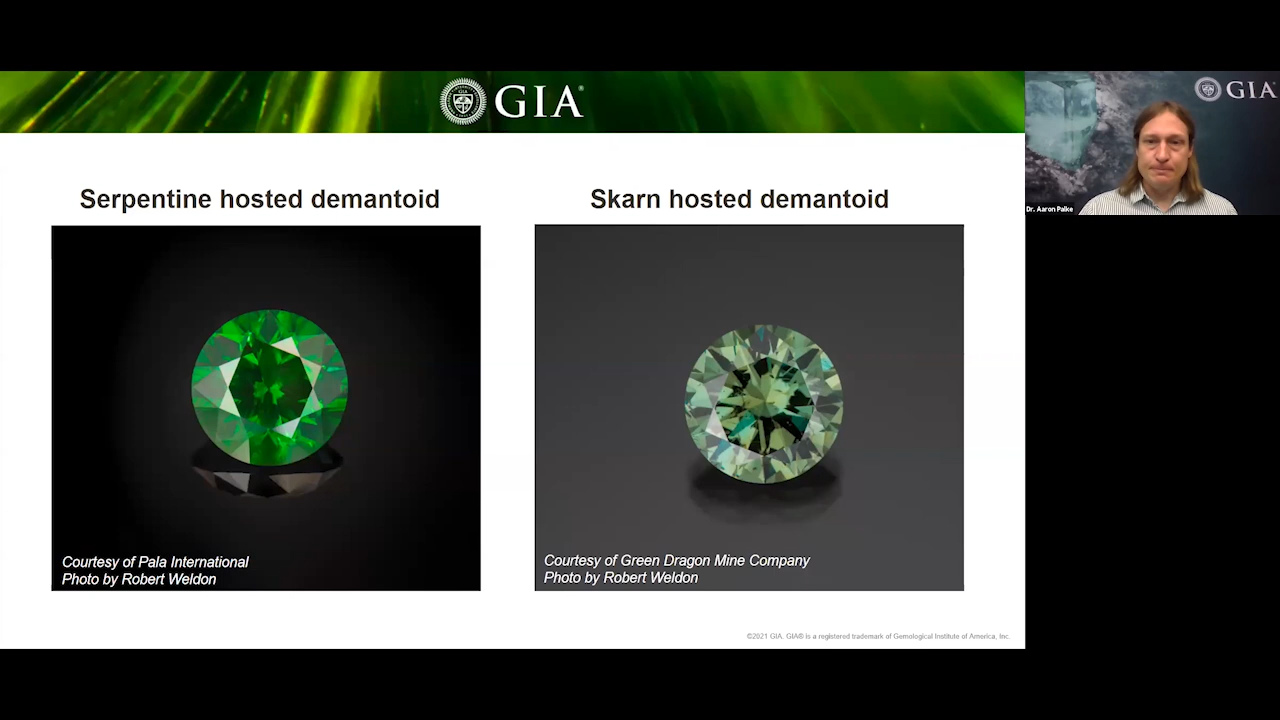 GIA®
GIA
Dr. Aaron Palke
Serpentine hosted demantoid
Skarn hosted demantoid
Courtesy of Pala International
Photo by Robert Weldon
Courtesy of Green Dragon Mine Company
Photo by Robert Weldon
©2021 GIA. GIA® is a registered trademark of Gemological Institute of America, Inc.